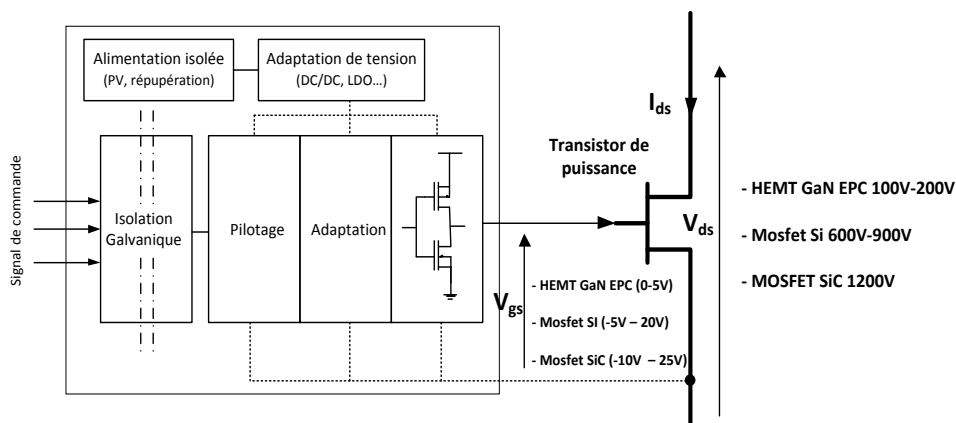 Alimentation isolée
(PV, répupération)
Adaptation de tension
(DC/DC, LDO...)
Signal de commande
Isolation
Galvanique
Pilotage
Adaptation
Transistor de
puissance
Ids
Vds
Vgs
- HEMT GaN EPC (0-5V)
- Mosfet SI (-5V – 20V)
- Mosfet SiC (-10V – 25V)
- HEMT GaN EPC 100V-200V
- Mosfet Si 600V-900V
- MOSFET SiC 1200V